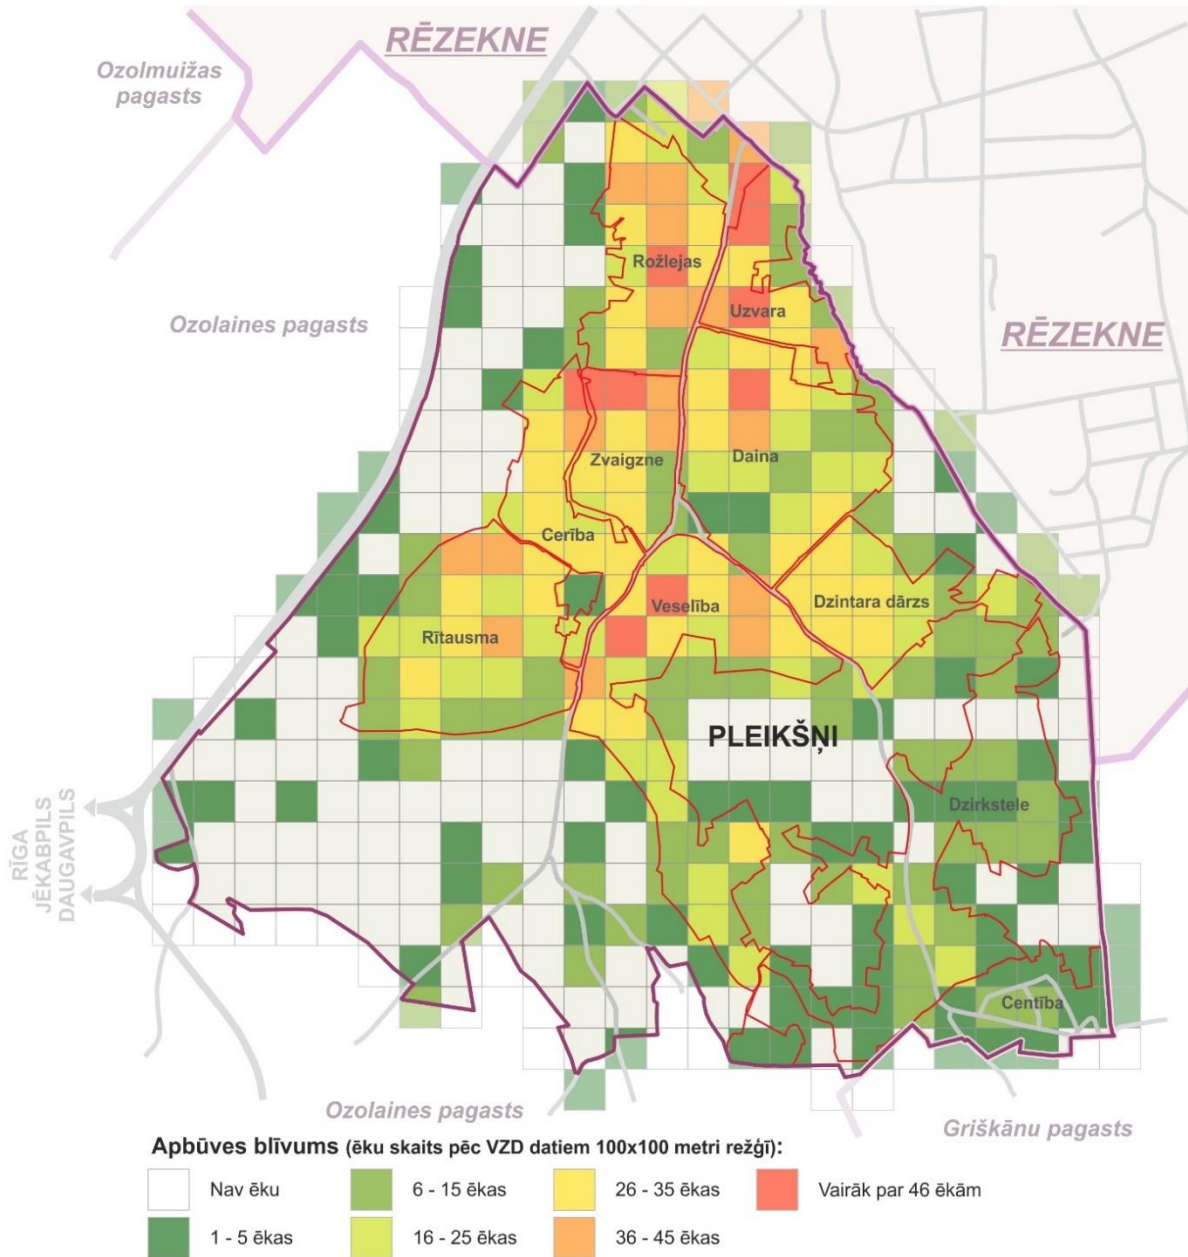 RĒZEKNE
Ozolmuižas
pagasts
Ozolaines pagasts
Rožlejas
Uzvara
RĒZEKNE
Zvaigzne
Daina
Cerība
Veselība
Dzintara dārzs
Rītausma
PLEIKŠŅI
Dzirkstele
RĪGA
JĒKABPILS
DAUGAVPILS
Centība
Ozolaines pagasts
Griškānu pagasts
Apbūves blīvums (ēku skaits pēc VZD datiem 100x100 metri režģī):
Nav ēku
6 - 15 ēkas
26 - 35 ēkas
Vairāk par 46 ēkām
1 - 5 ēkas
16 - 25 ēkas
36 - 45 ēkas